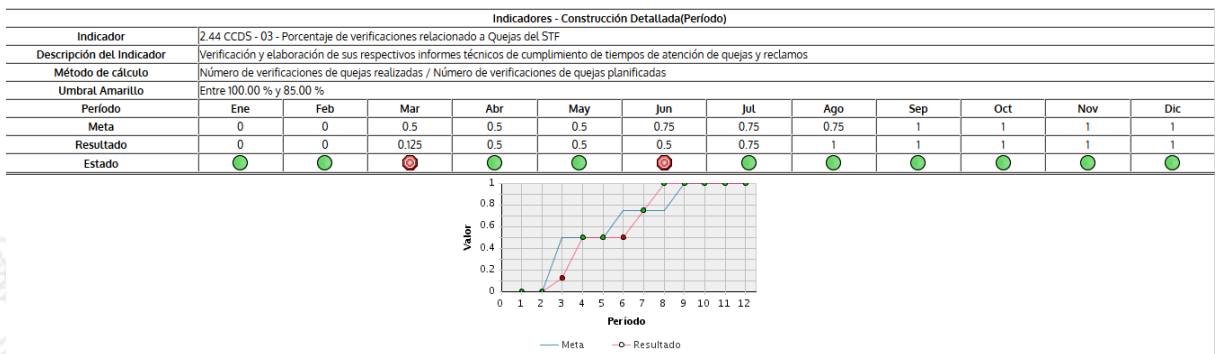 Indicadores - Construcción Detallada(Período)
Indicador 2.44 CCDS - 03 - Porcentaje de verificaciones relacionado a Quejas del STF
Descripción del Indicador Verificación y elaboración de sus respectivos informes técnicos de cumplimiento de tiempos de atención de quejas y reclamos
Método de cálculo Número de verificaciones de quejas realizadas / Número de verificaciones de quejas planificadas
Umbral Amarillo Entre 100.00 % y 85.00 %
Período Ene Feb Mar Abr May Jun Jul Ago Sep Oct Nov Dic
Meta 0 0 0.5 0.5 0.5 0.75 0.75 0.75 1 1 1 1
Resultado 0 0 0.125 0.5 0.5 0.5 0.75 1 1 1 1 1
Estado
1
0.8
0.6
0.4
0.2
0
Valor
0 1 2 3 4 5 6 7 8 9 10 11 12
Período
Meta Resultado